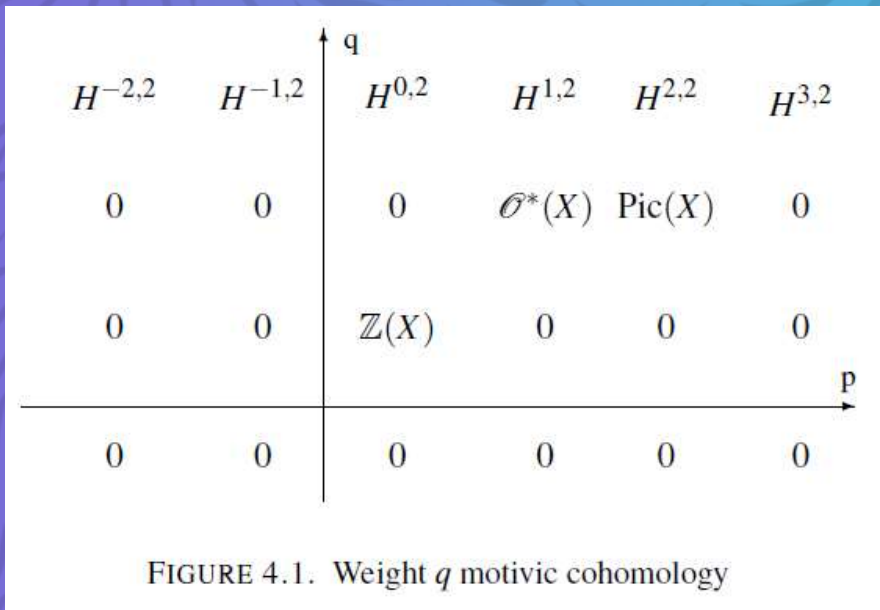 q
H^{-2,2} H^{-1,2} H^{0,2} H^{1,2} H^{2,2} H^{3,2}
0 0 0 𝒪*(X) Pic(X) 0
0 0 ℤ(X) 0 0 0
p
0 0 0 0 0 0
FIGURE 4.1. Weight q motivic cohomology